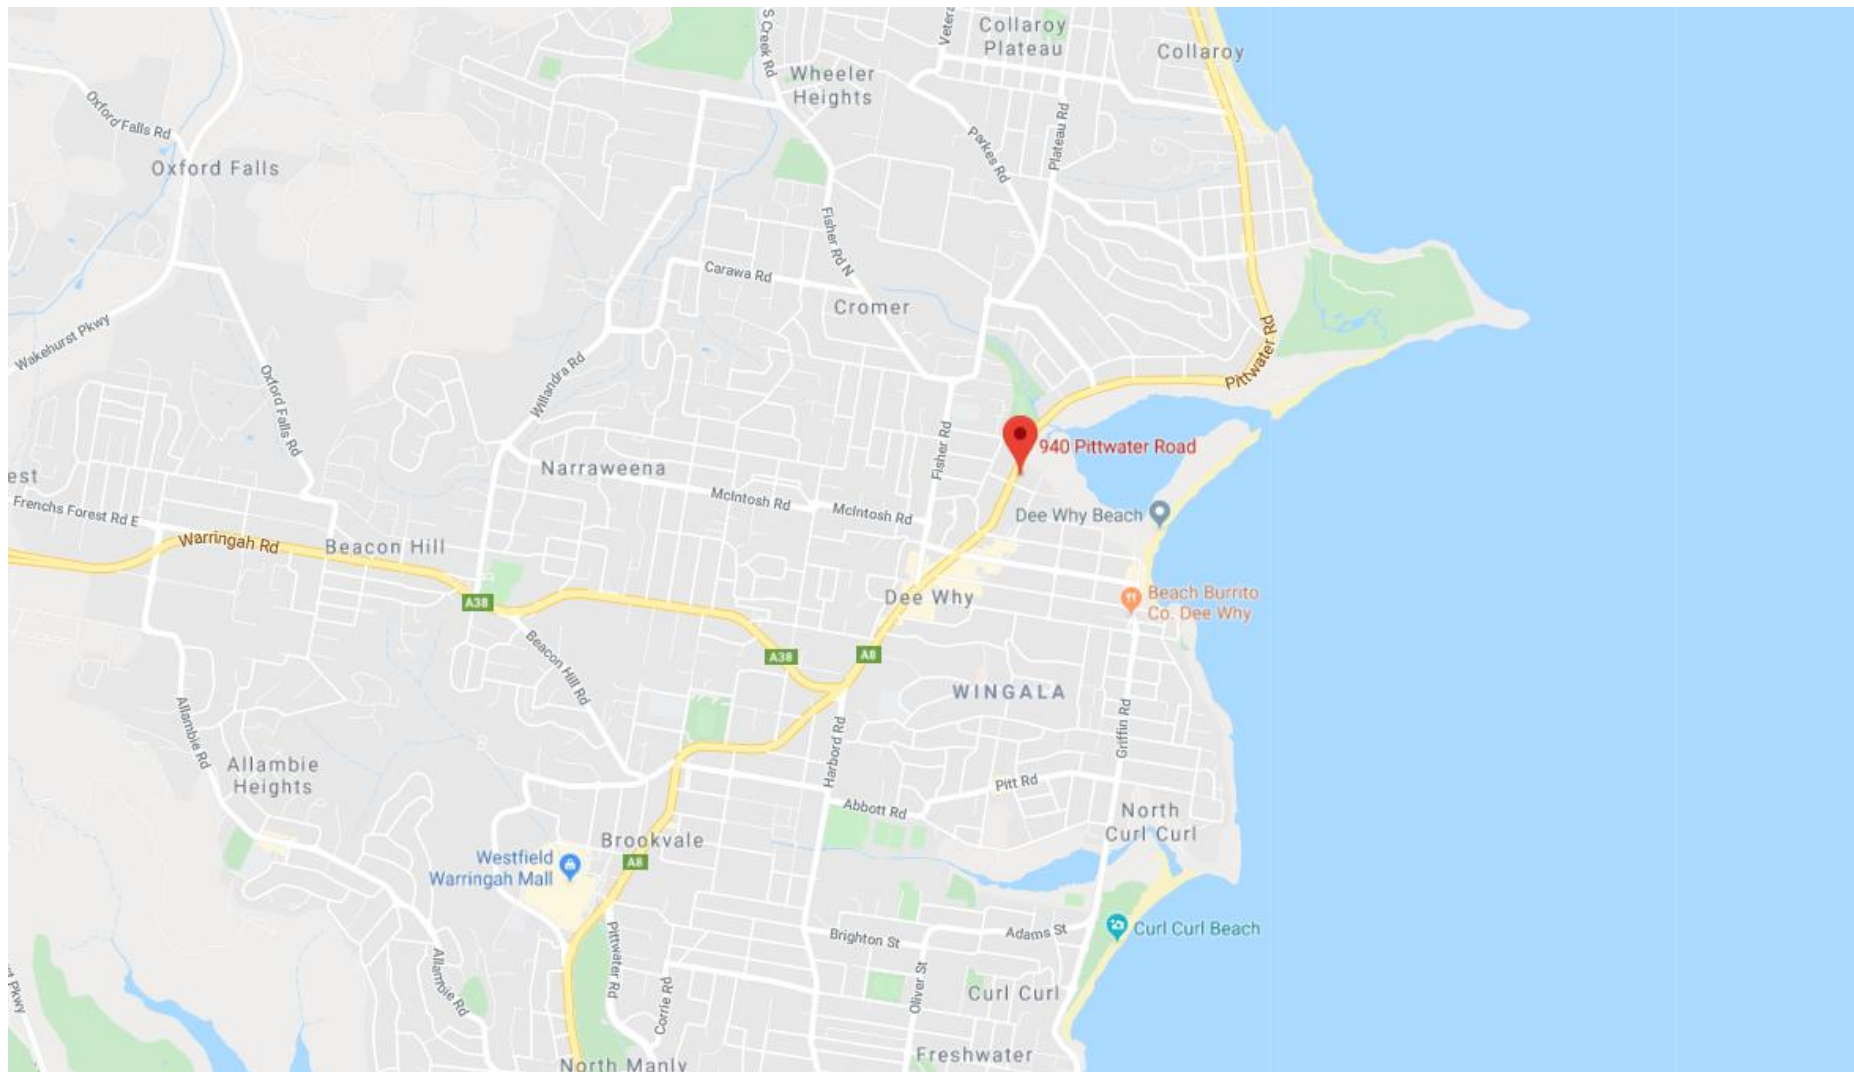 S Creek Rd
Collaroy
Plateau
Collaroy
Wheeler
Heights
Oxford Falls Rd
Oxford Falls
Parkes Rd
Plateau Rd
Fisher Rd N
Carawa Rd
Cromer
Wakehurst Pkwy
Oxford Falls Rd
Willandra Rd
Pittwater Rd
Fisher Rd
940 Pittwater Road
Narraweena
est
McIntosh Rd
McIntosh Rd
Frenchs Forest Rd E
Dee Why Beach
Warringah Rd
Beacon Hill
A38
Dee Why
Beach Burrito
Co. Dee Why
Beacon Hill Rd
A38
A8
WINGALA
Griffin Rd
Allambie Rd
Harbord Rd
Allambie
Heights
Pitt Rd
Abbott Rd
North
Curl Curl
Brookvale
A8
Westfield
Warringah Mall
Curl Curl Beach
Brighton St
Adams St
Pittwater Rd
Allambie Rd
Corrie Rd
Oliver St
Curl Curl
Pkwy
Freshwater
North Manly